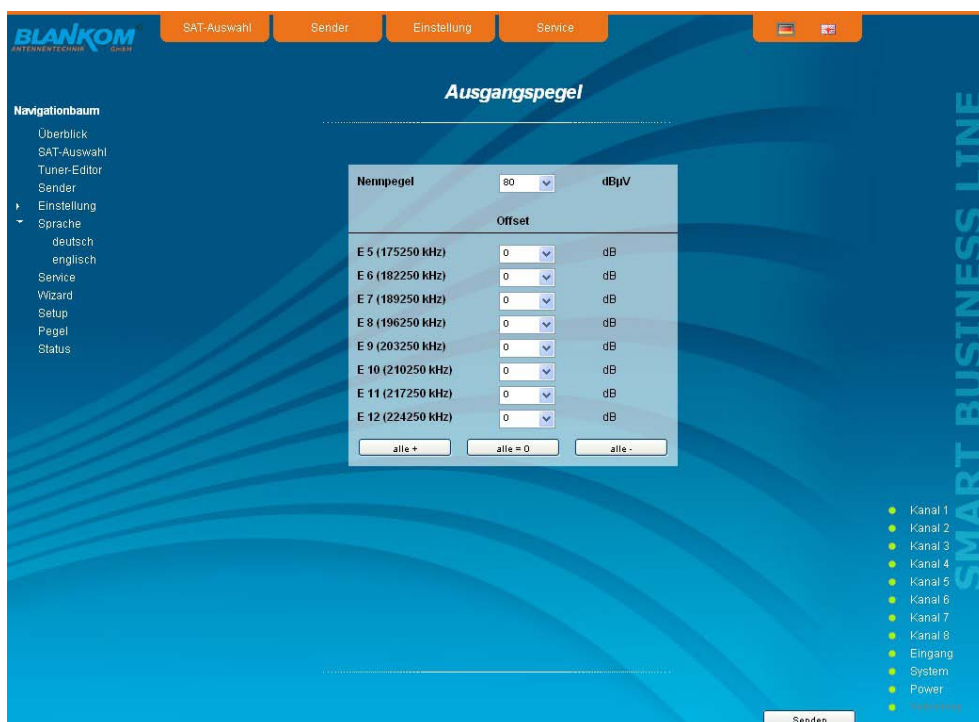 BLANKOM
ANTENNENTECHNIK GmbH
SAT-Auswahl
Sender
Einstellung
Service
Ausgangspegel
Navigationbaum
Überblick
SAT-Auswahl
Tuner-Editor
Sender
Einstellung
Sprache
deutsch
englisch
Service
Wizard
Setup
Pegel
Status
Nennpegel 80 dBµV
Offset
E 5 (175250 kHz) 0 dB
E 6 (182250 kHz) 0 dB
E 7 (189250 kHz) 0 dB
E 8 (196250 kHz) 0 dB
E 9 (203250 kHz) 0 dB
E 10 (210250 kHz) 0 dB
E 11 (217250 kHz) 0 dB
E 12 (224250 kHz) 0 dB
alle + alle = 0 alle -
SMART BUSINESS LINE
Kanal 1
Kanal 2
Kanal 3
Kanal 4
Kanal 5
Kanal 6
Kanal 7
Kanal 8
Eingang
System
Power
Senden